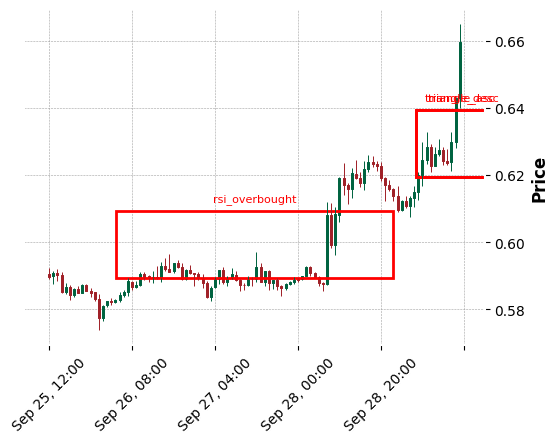 0.66
0.64
0.62
0.60
0.58
Price
rsi_overbought
Sep 25, 12:00
Sep 26, 08:00
Sep 27, 04:00
Sep 28, 00:00
Sep 28, 20:00